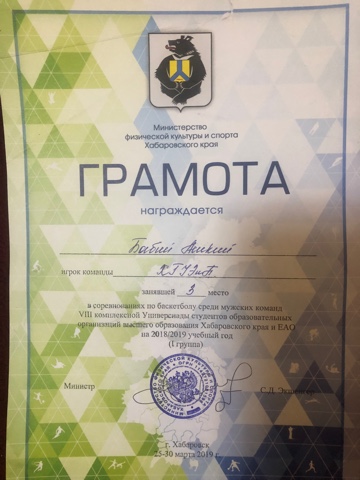 Министерство
физической культуры и спорта
Хабаровского края
ГРАМОТА
награждается
Бабий
игрок команды ХГУЭиП
занявшей 3 место
в соревнованиях по баскетболу среди мужских команд
VIII комплексной Универсиады студентов образовательных
организаций высшего образования Хабаровского края и ЕАО
на 2018/2019 учебный год
(I группа)
Министр С.Л.
г. Хабаровск
25-30 марта 2019 г.